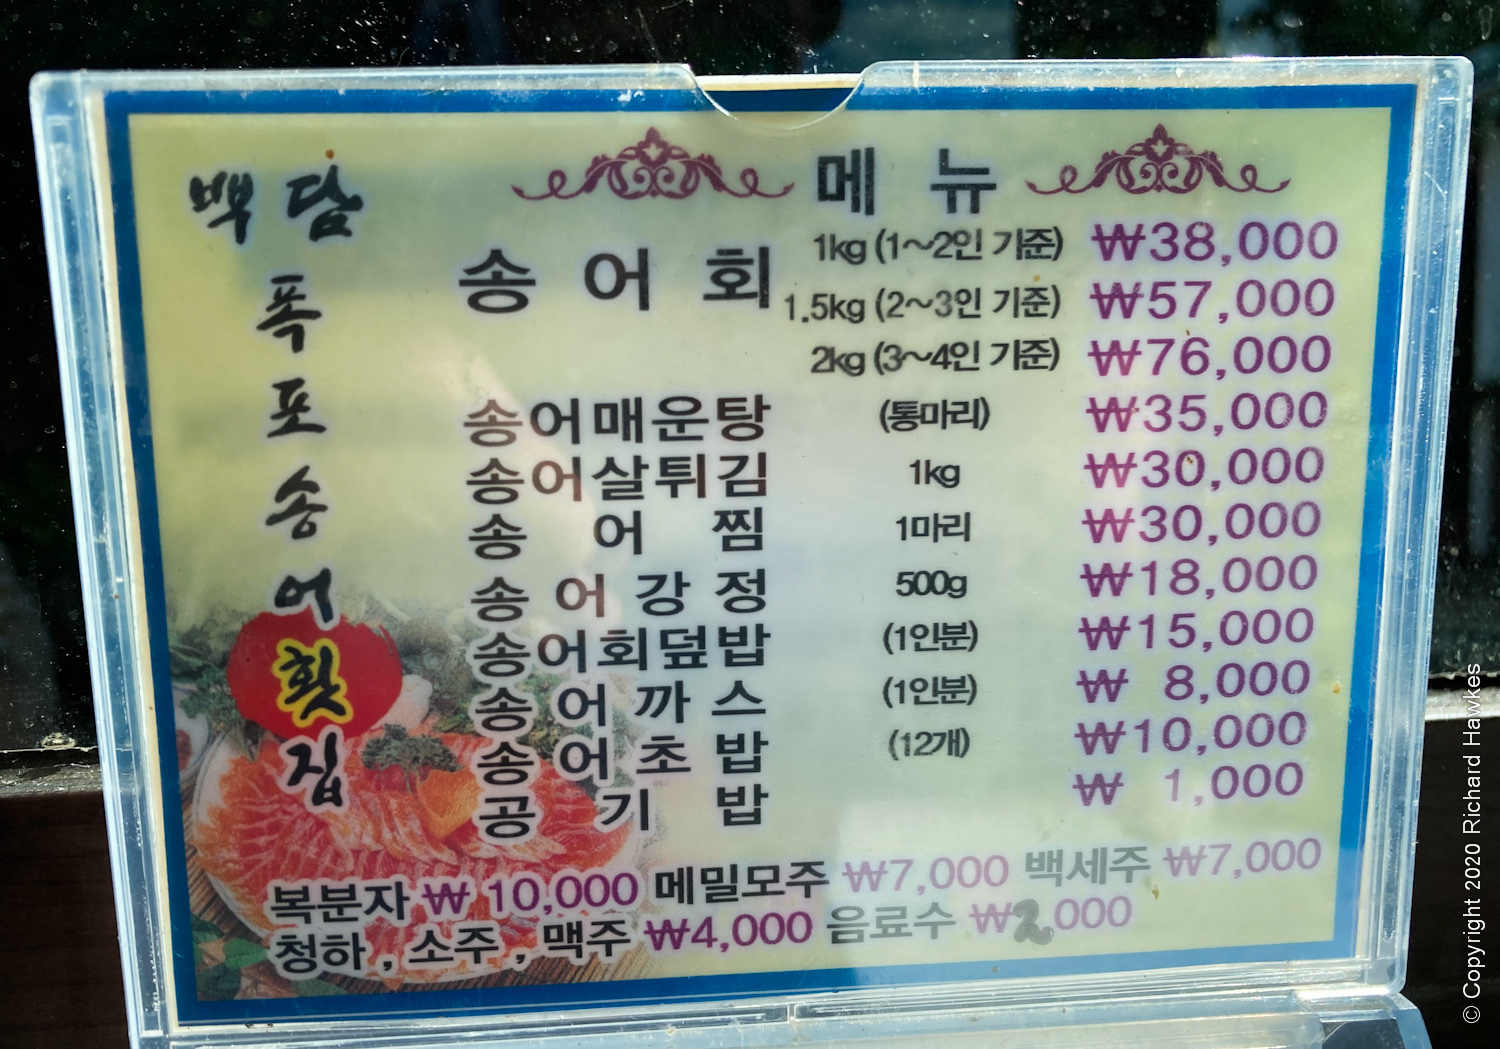 백담
폭
포
송
어
횟
집
메뉴
송어회 1kg (1~2인 기준) ₩38,000
1.5kg (2~3인 기준) ₩57,000
2kg (3~4인 기준) ₩76,000
송어매운탕 (통마리) ₩35,000
송어살튀김 1kg ₩30,000
송어찜 1마리 ₩30,000
송어강정 500g ₩18,000
송어회덮밥 (1인분) ₩15,000
송어까스 (1인분) ₩ 8,000
송어초밥 (12개) ₩10,000
공기밥 ₩ 1,000
복분자 ₩ 10,000 메밀모주 ₩7,000 백세주 ₩7,000
청하, 소주, 맥주 ₩4,000 음료수 ₩2,000
© Copyright 2020 Richard Hawkes